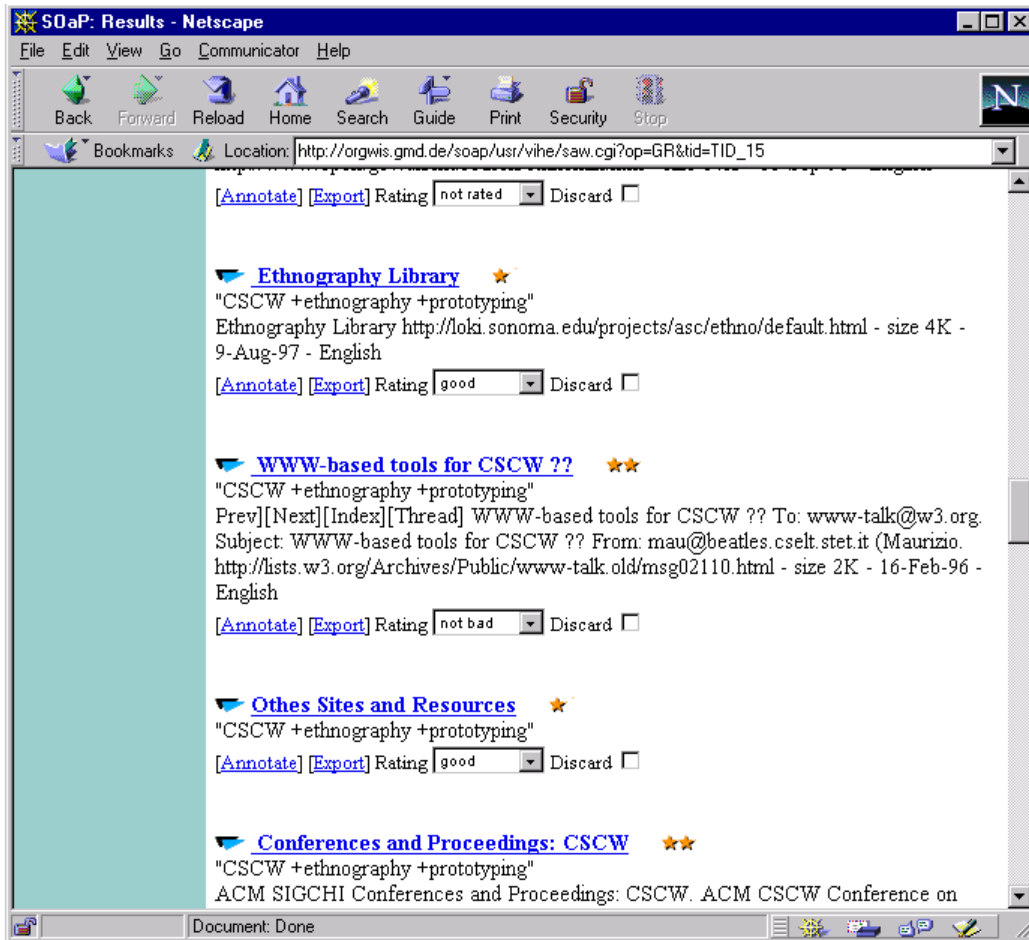 SOaP: Results - Netscape
File Edit View Go Communicator Help
Back Forward Reload Home Search Guide Print Security Stop
N
Bookmarks Location: http://orgwis.gmd.de/soap/usr/vihe/saw.cgi?op=GR&tid=TID_15
[Annotate] [Export] Rating not rated Discard
Ethnography Library
"CSCW +ethnography +prototyping"
Ethnography Library http://loki.sonoma.edu/projects/asc/ethno/default.html - size 4K -
9-Aug-97 - English
[Annotate] [Export] Rating good Discard
WWW-based tools for CSCW ??
"CSCW +ethnography +prototyping"
Prev][Next][Index][Thread] WWW-based tools for CSCW ?? To: www-talk@w3.org.
Subject: WWW-based tools for CSCW ?? From: mau@beatles.cselt.stet.it (Maurizio.
http://lists.w3.org/Archives/Public/www-talk.old/msg02110.html - size 2K - 16-Feb-96 -
English
[Annotate] [Export] Rating not bad Discard
Othes Sites and Resources
"CSCW +ethnography +prototyping"
[Annotate] [Export] Rating good Discard
Conferences and Proceedings: CSCW
"CSCW +ethnography +prototyping"
ACM SIGCHI Conferences and Proceedings: CSCW. ACM CSCW Conference on
Document: Done